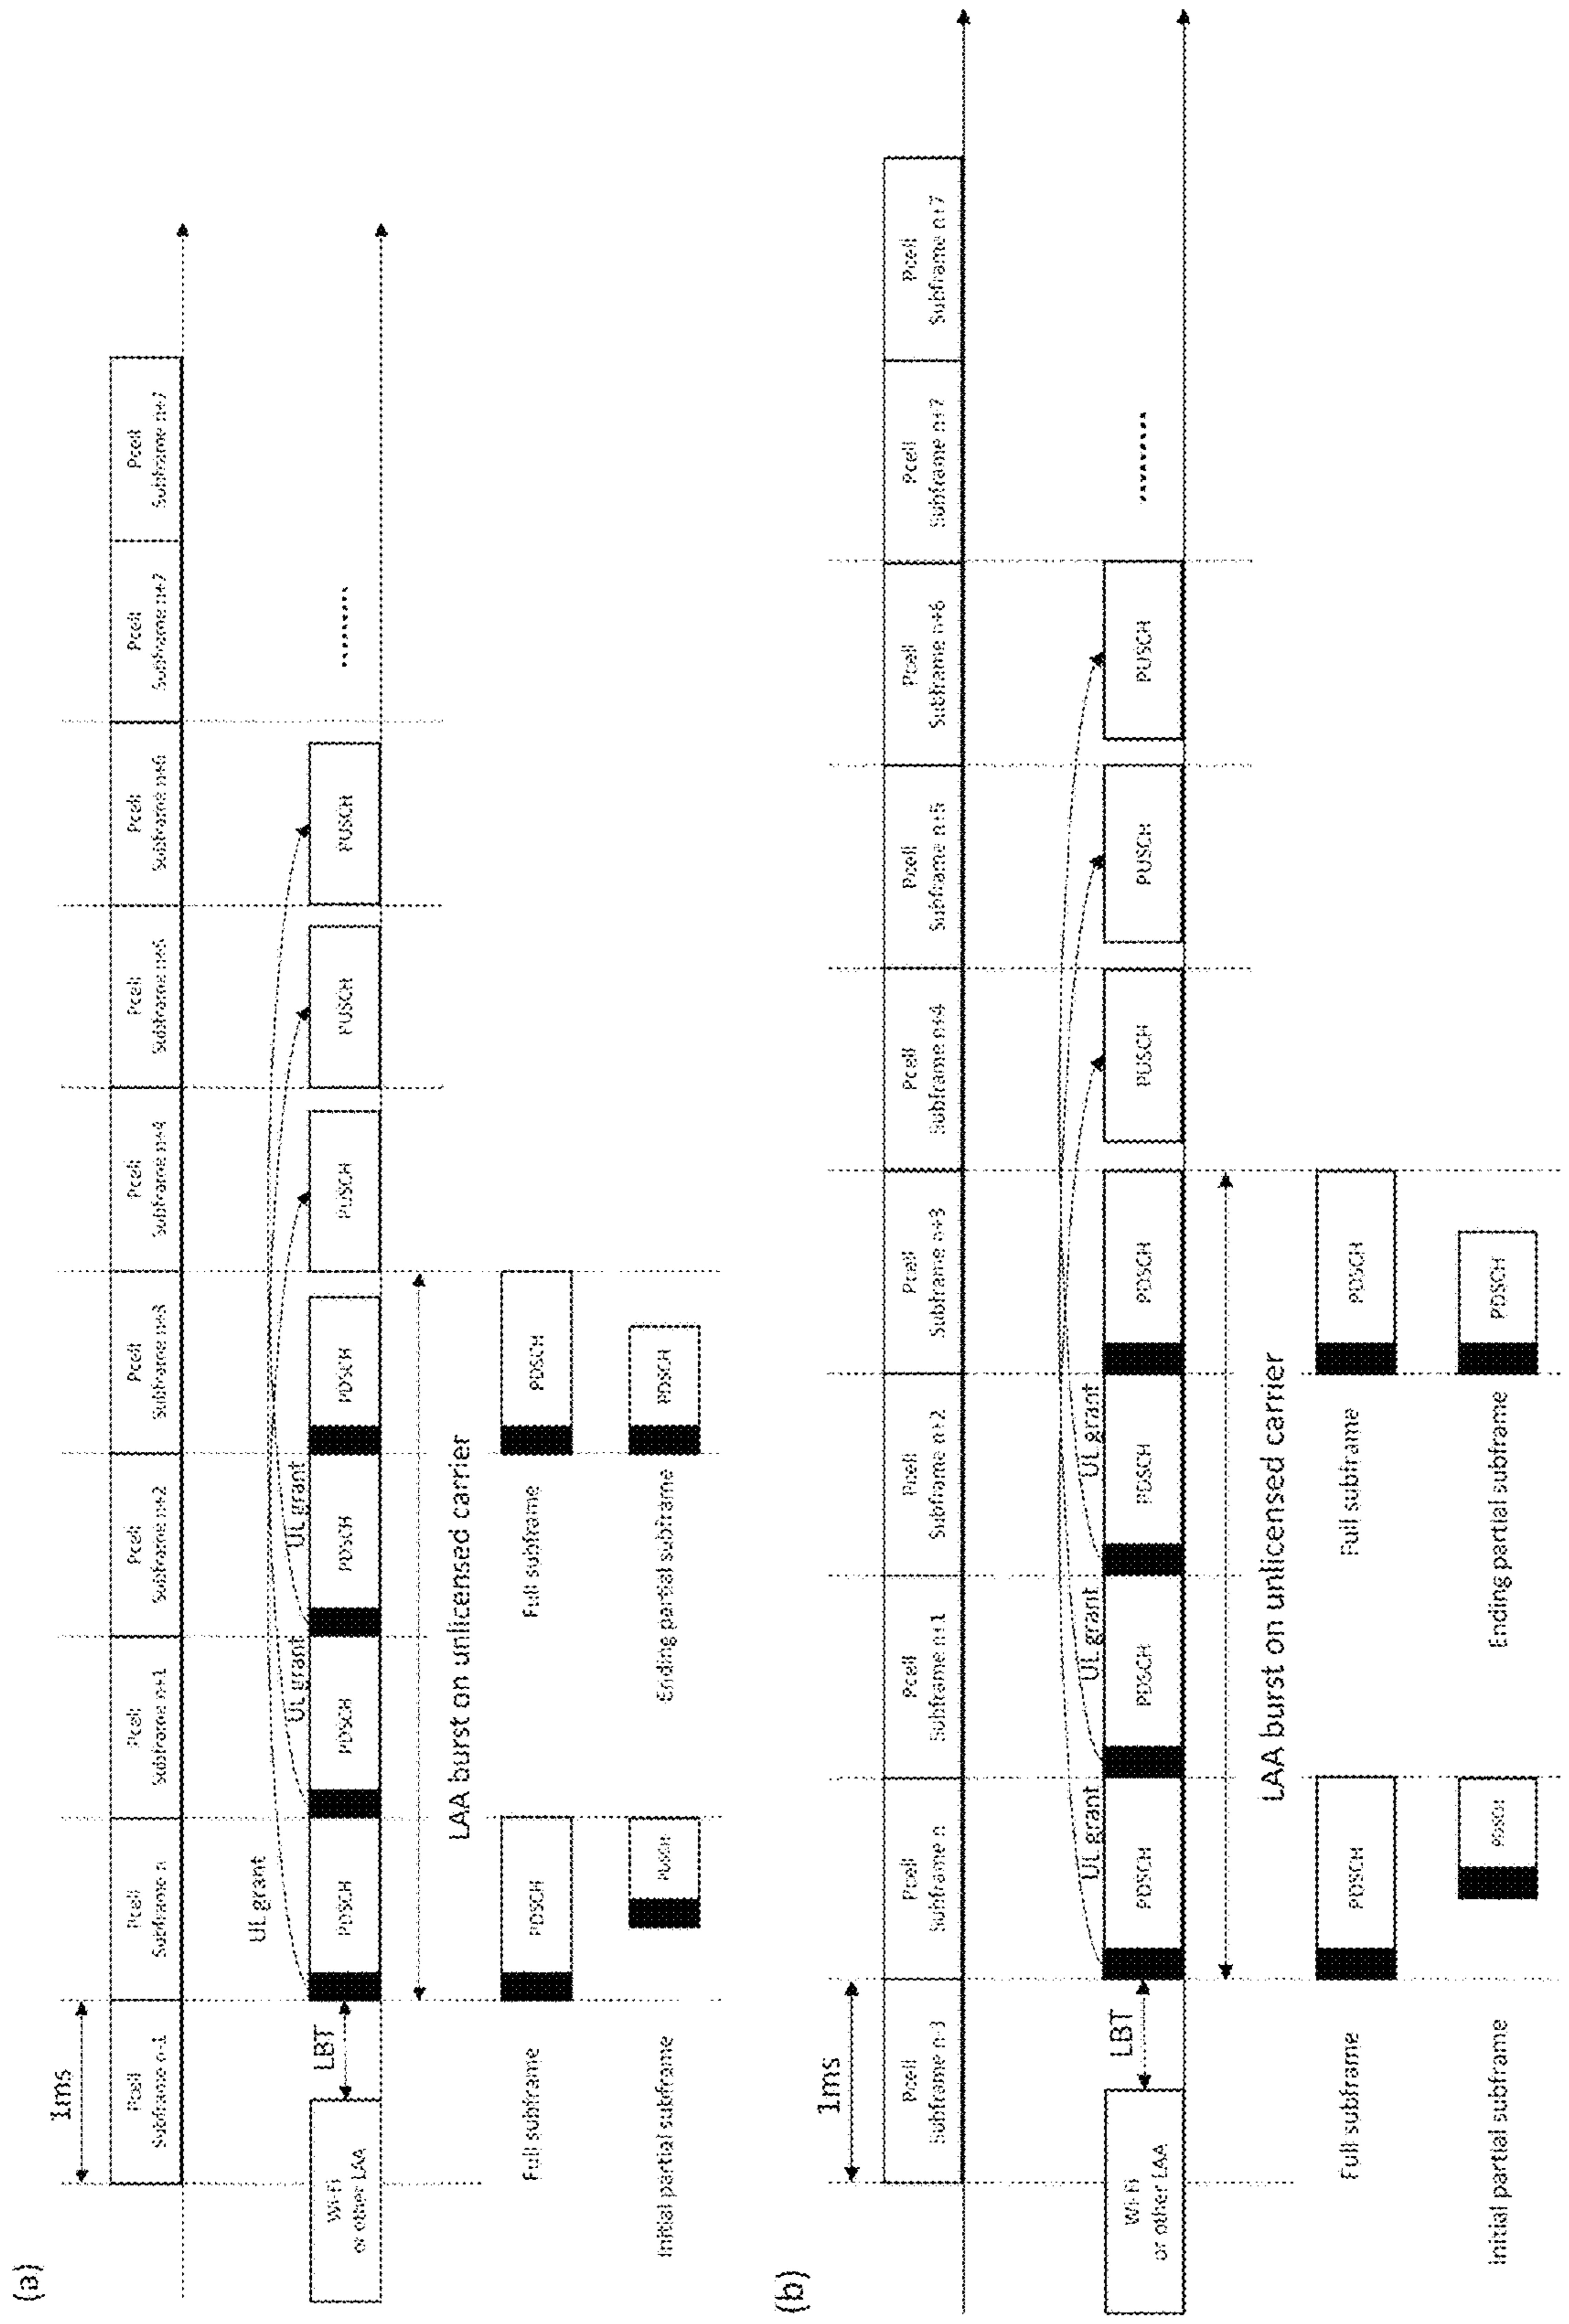 (a)
1ms
Pcell
Subframe n-1
Pcell
Subframe n
Pcell
Subframe n+1
Pcell
Subframe n+2
Pcell
Subframe n+3
Pcell
Subframe n+4
Pcell
Subframe n+5
Pcell
Subframe n+6
Pcell
Subframe n+7
Pcell
Subframe n+7
UL grant
UL grant
UL grant
Wi-Fi
or other LAA
LBT
PDSCH
PDSCH
PDSCH
PDSCH
PUSCH
PUSCH
PUSCH
........
LAA burst on unlicensed carrier
Full subframe
PDSCH
Full subframe
PDSCH
Initial partial subframe
PDSCH
Ending partial subframe
PDSCH
(b)
1ms
Pcell
Subframe n-3
Pcell
Subframe n
Pcell
Subframe n+1
Pcell
Subframe n+2
Pcell
Subframe n+3
Pcell
Subframe n+4
Pcell
Subframe n+5
Pcell
Subframe n+6
Pcell
Subframe n+7
Pcell
Subframe n+7
UL grant
UL grant
UL grant
Wi-Fi
or other LAA
LBT
PDSCH
PDSCH
PDSCH
PDSCH
PUSCH
PUSCH
PUSCH
........
LAA burst on unlicensed carrier
Full subframe
PDSCH
Full subframe
PDSCH
Initial partial subframe
PDSCH
Ending partial subframe
PDSCH